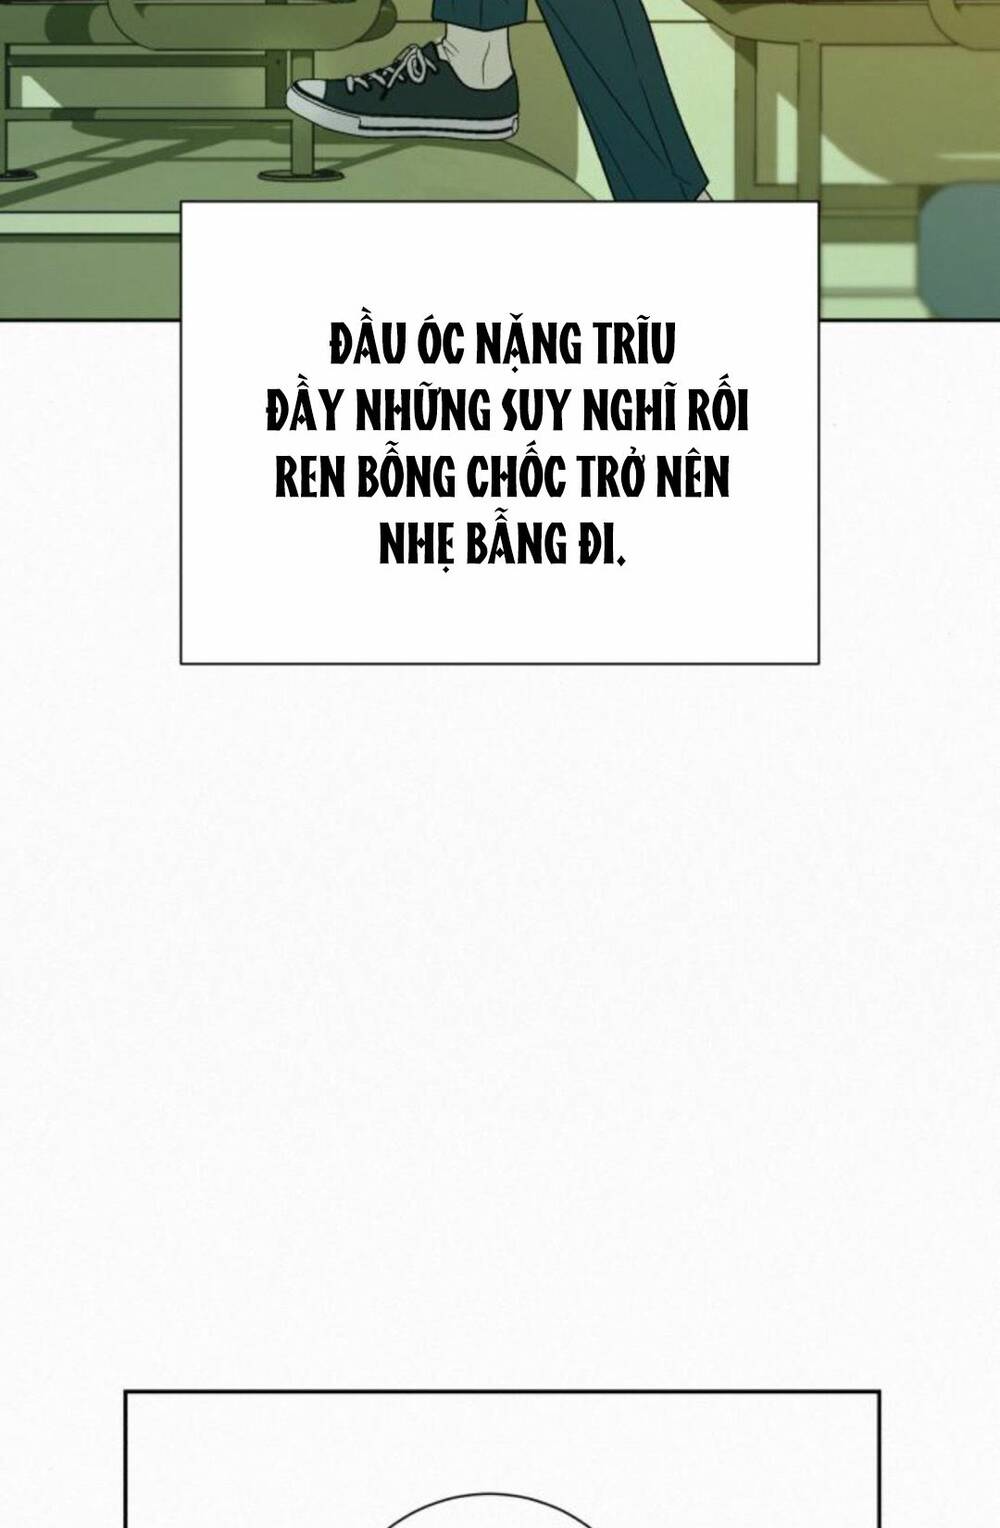 ĐẦU ÓC NẶNG TRĨU
ĐẦY NHỮNG SUY NGHĨ RỐI
REN BỖNG CHỐC TRỞ NÊN
NHẸ BẪNG ĐI.